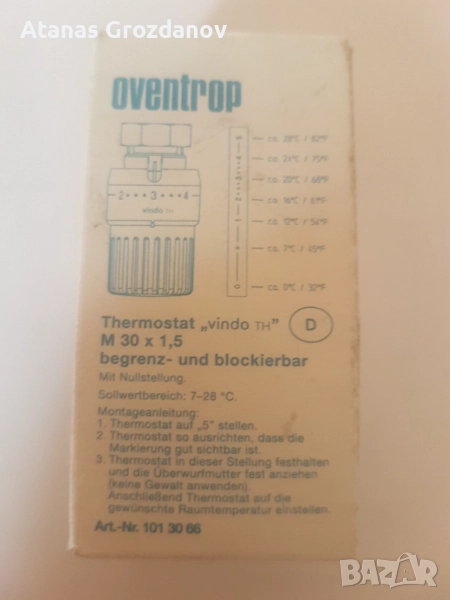 Atanas Grozdanov
oventrop
ca. 28°C / 83°F
ca. 24°C / 75°F
ca. 20°C / 68°F
ca. 16°C / 61°F
ca. 12°C / 54°F
ca. 7°C / 45°F
ca. 0°C / 32°F
2 • • • 3 • • • 4
vindo TH
Thermostat „vindo TH” D
M 30 x 1,5
begrenz- und blockierbar
Mit Nullstellung.
Sollwertbereich: 7–28 °C.
Montageanleitung:
1. Thermostat auf „5” stellen.
2. Thermostat so ausrichten, dass die
Markierung gut sichtbar ist.
3. Thermostat in dieser Stellung festhalten
und die Überwurfmutter fest anziehen
(keine Gewalt anwenden).
Anschließend Thermostat auf die
gewünschte Raumtemperatur einstellen.
Art.-Nr. 101 30 66
BAZAR